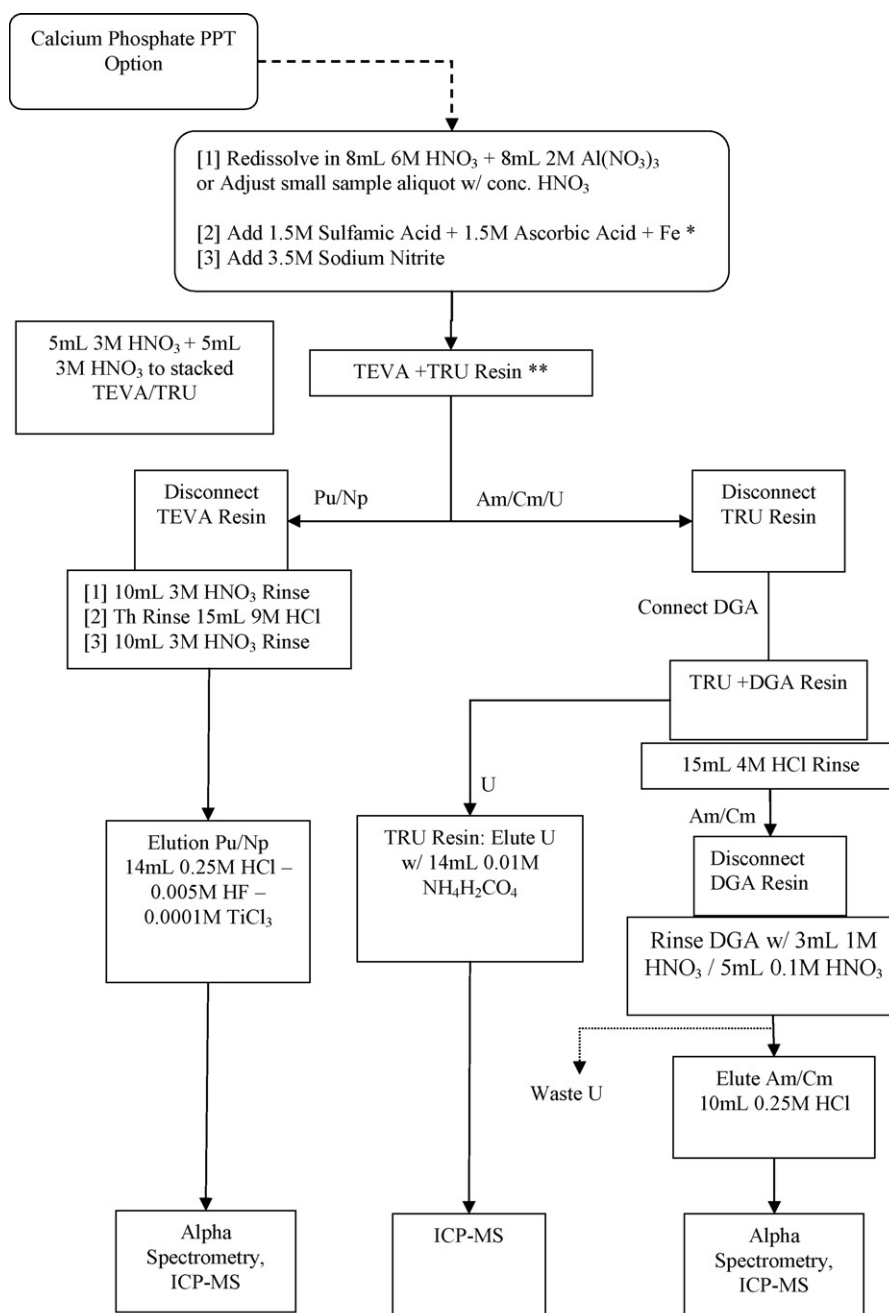 Calcium Phosphate PPT
Option
[1] Redissolve in 8mL 6M HNO₃ + 8mL 2M Al(NO₃)₃
or Adjust small sample aliquot w/ conc. HNO₃
[2] Add 1.5M Sulfamic Acid + 1.5M Ascorbic Acid + Fe *
[3] Add 3.5M Sodium Nitrite
5mL 3M HNO₃ + 5mL
3M HNO₃ to stacked
TEVA/TRU
TEVA +TRU Resin **
Disconnect
TEVA Resin
Pu/Np
Am/Cm/U
Disconnect
TRU Resin
[1] 10mL 3M HNO₃ Rinse
[2] Th Rinse 15mL 9M HCl
[3] 10mL 3M HNO₃ Rinse
Connect DGA
TRU +DGA Resin
15mL 4M HCl Rinse
U
Am/Cm
Elution Pu/Np
14mL 0.25M HCl –
0.005M HF –
0.0001M TiCl₃
TRU Resin: Elute U
w/ 14mL 0.01M
NH₄H₂CO₄
Disconnect
DGA Resin
Rinse DGA w/ 3mL 1M
HNO₃ / 5mL 0.1M HNO₃
Waste U
Elute Am/Cm
10mL 0.25M HCl
Alpha
Spectrometry,
ICP-MS
ICP-MS
Alpha
Spectrometry,
ICP-MS